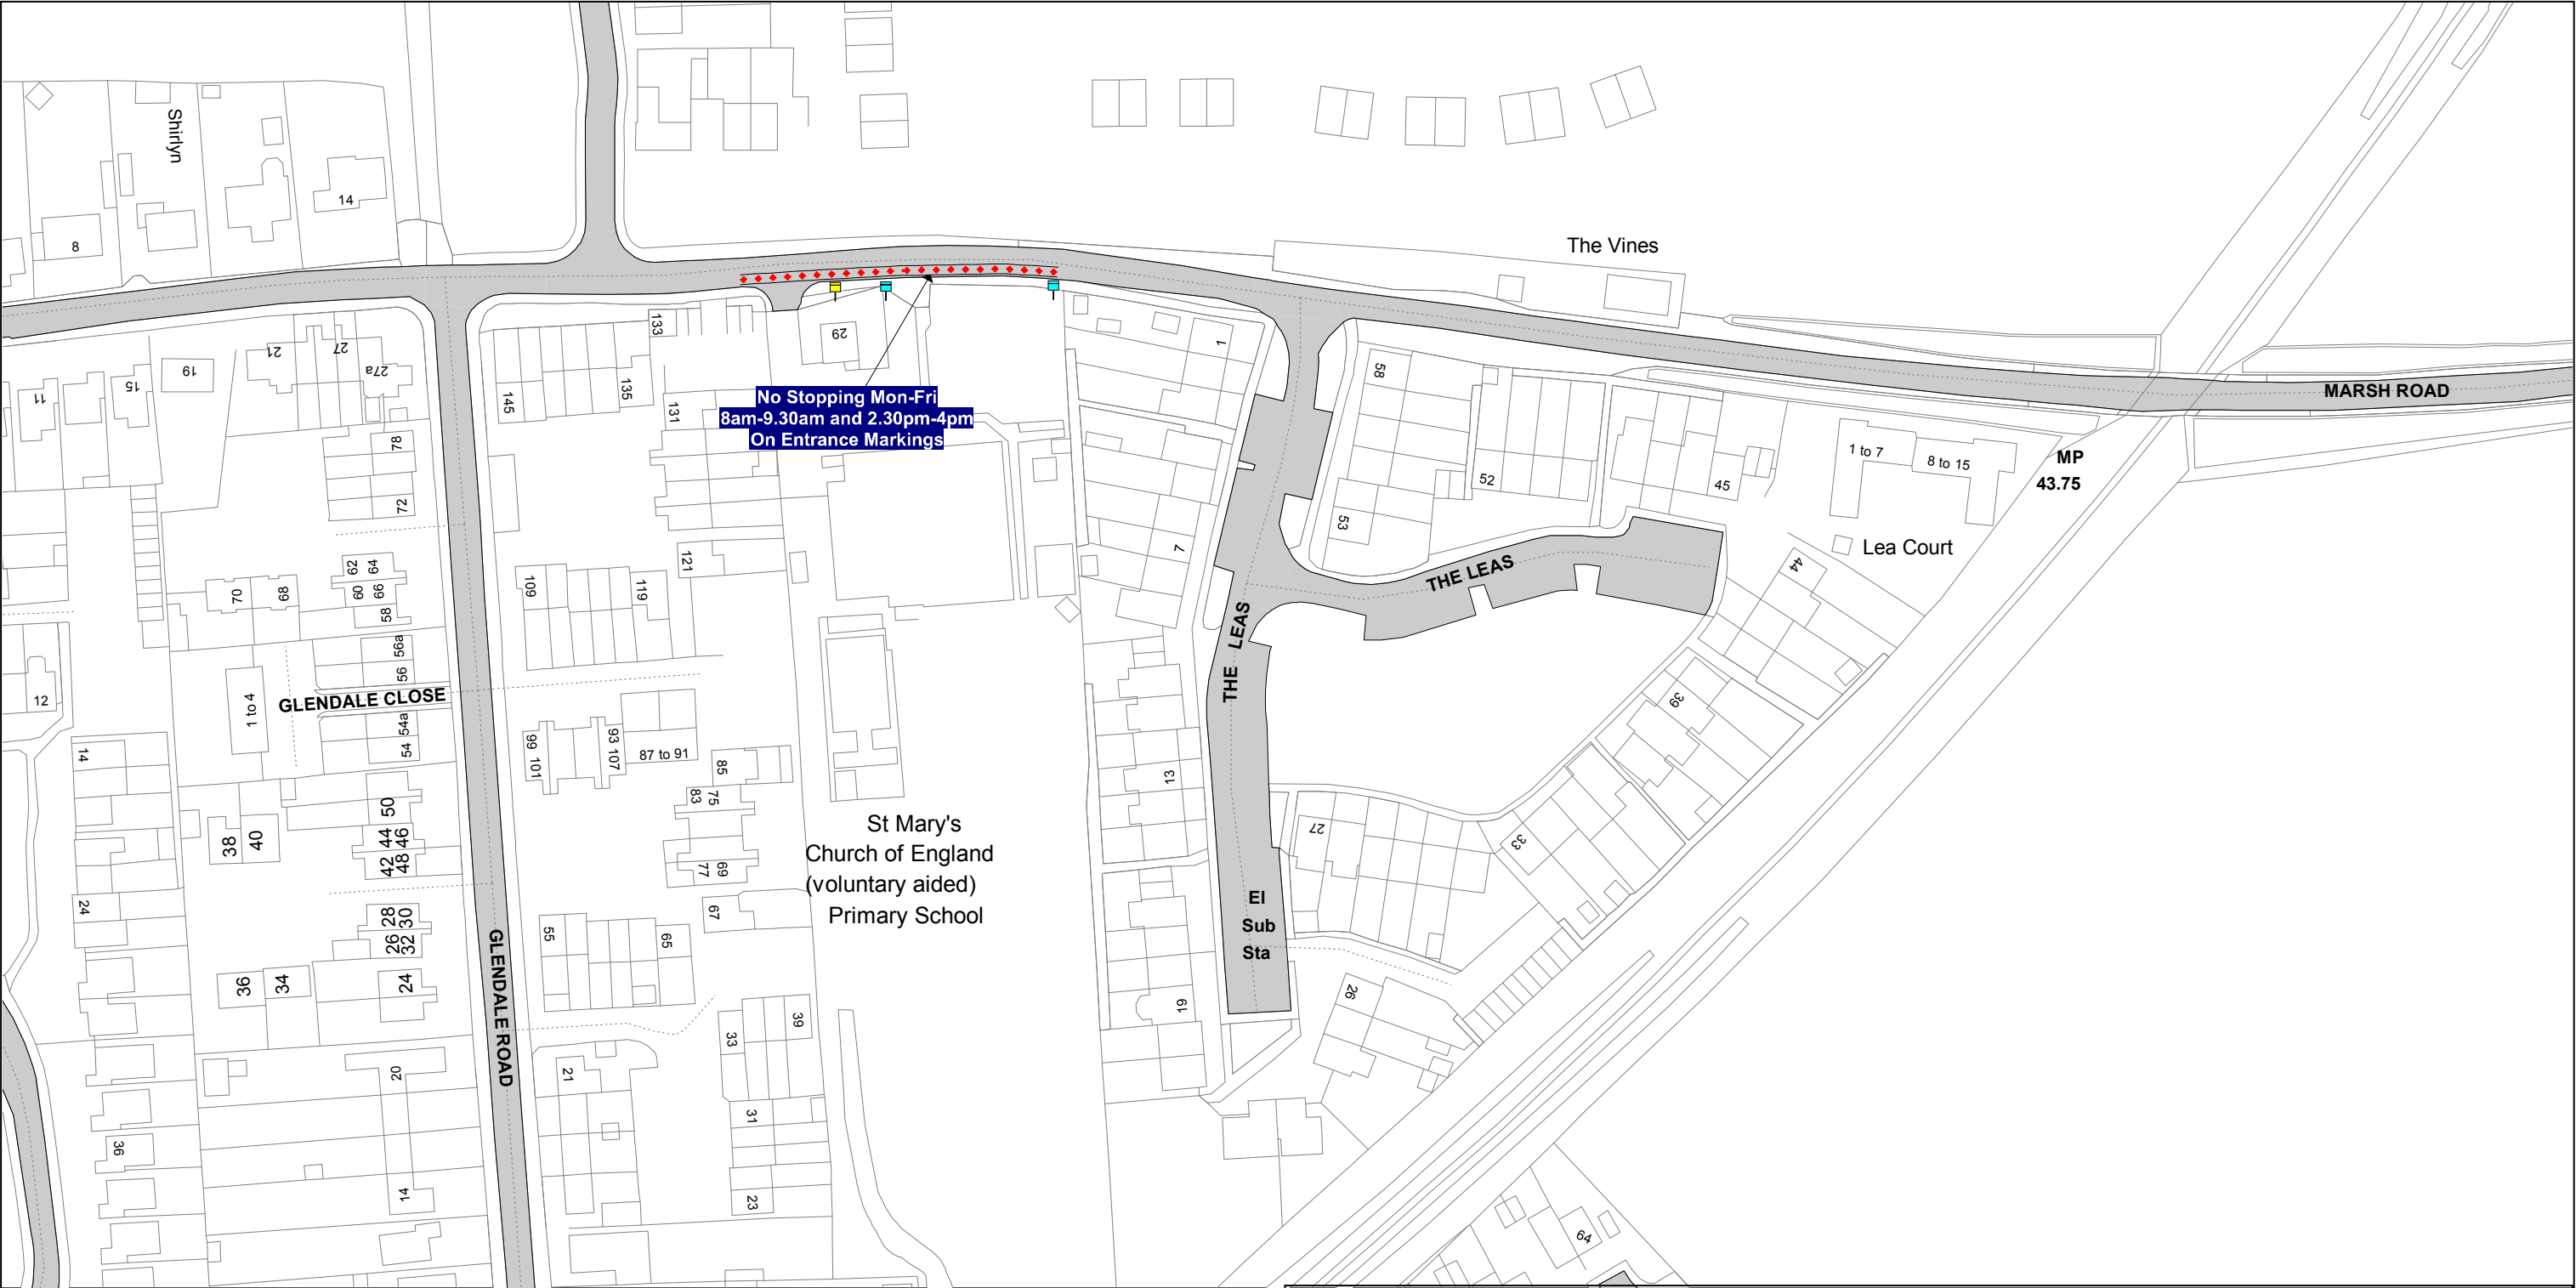 Shirlyn
14
8
The Vines
133
29
1
21
27
27a
19
15
11
145
135
131
No Stopping Mon-Fri
8am-9.30am and 2.30pm-4pm
On Entrance Markings
58
52
53
45
MARSH ROAD
1 to 7
8 to 15
MP
43.75
Lea Court
78
72
7
121
109
119
62
64
60
66
58
70
68
THE LEAS
44
THE LEAS
56a
56
GLENDALE CLOSE
54a
54
1 to 4
12
14
99 101
93 107
87 to 91
85
83
75
77
69
39
13
50
44
46
42
48
38
40
27
33
St Mary's
Church of England
(voluntary aided)
Primary School
67
24
28
30
26
32
55
65
El
Sub
Sta
36
34
24
GLENDALE ROAD
26
19
33
39
21
20
31
36
14
23
64